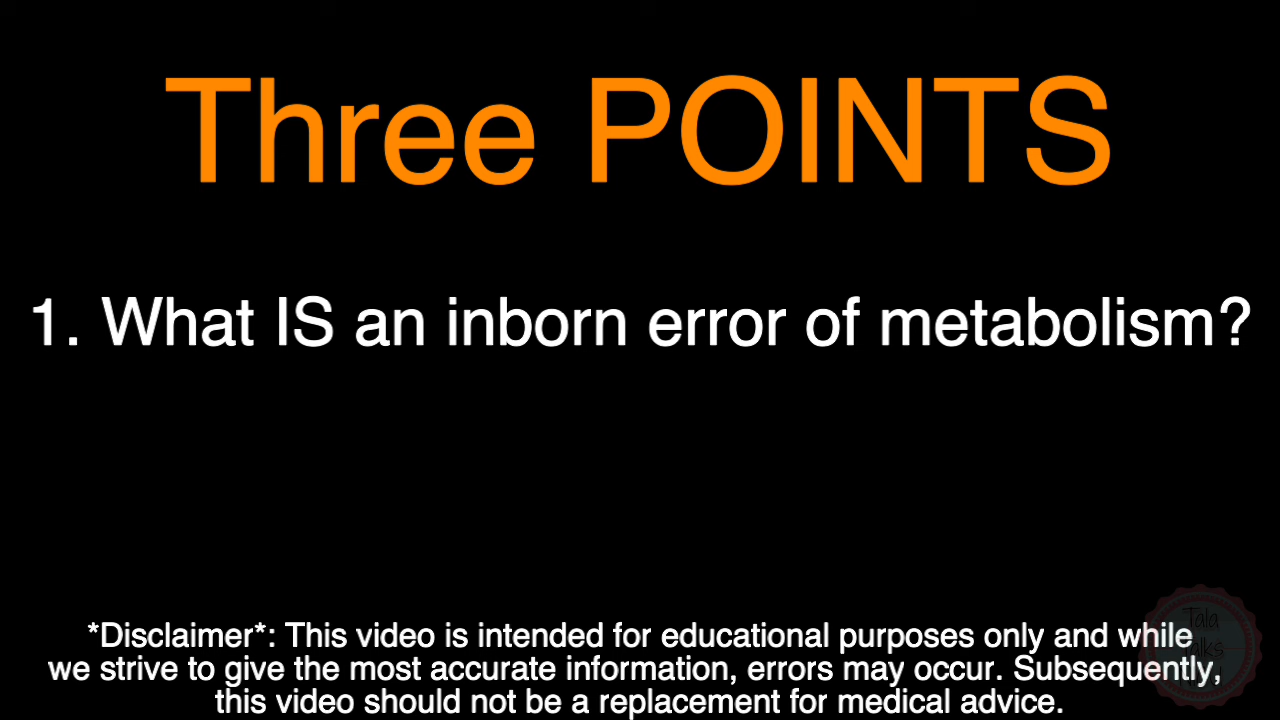 Three POINTS
1. What IS an inborn error of metabolism?
*Disclaimer*: This video is intended for educational purposes only and while
we strive to give the most accurate information, errors may occur. Subsequently,
this video should not be a replacement for medical advice.
Tala
Talks